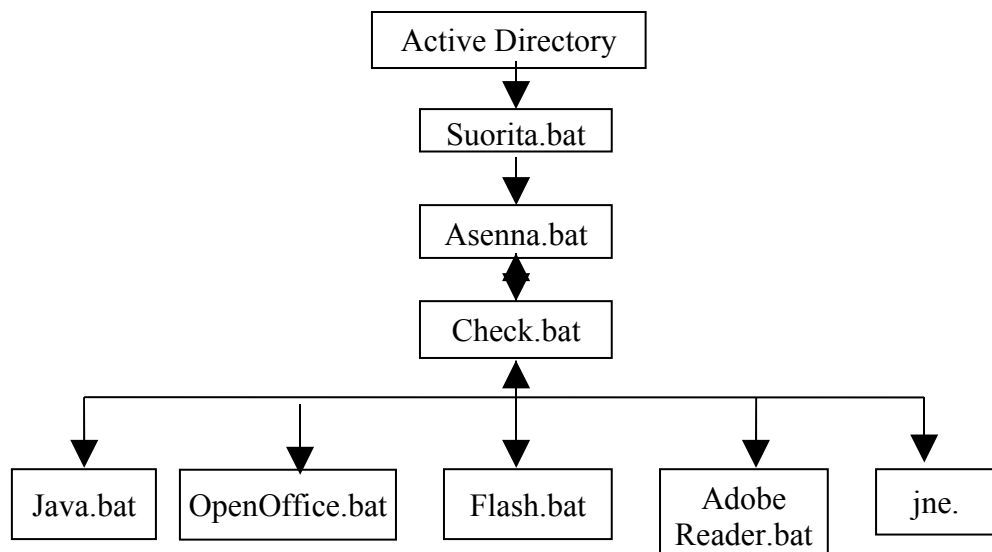 Active Directory
Suorita.bat
Asenna.bat
Check.bat
Java.bat
OpenOffice.bat
Flash.bat
Adobe
Reader.bat
jne.